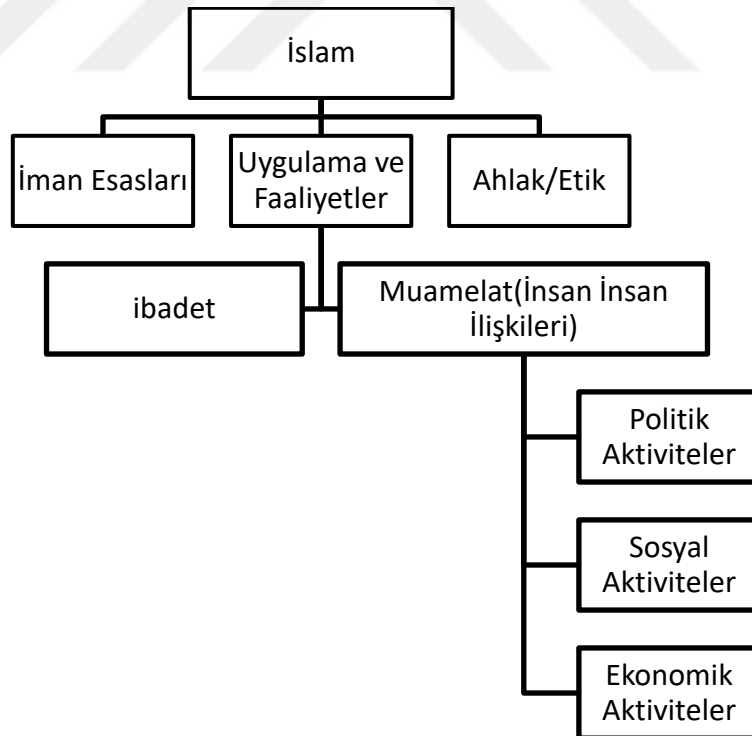 İslam
İman Esasları
Uygulama ve
Faaliyetler
Ahlak/Etik
ibadet
Muamelat(İnsan İnsan
İlişkileri)
Politik
Aktiviteler
Sosyal
Aktiviteler
Ekonomik
Aktiviteler